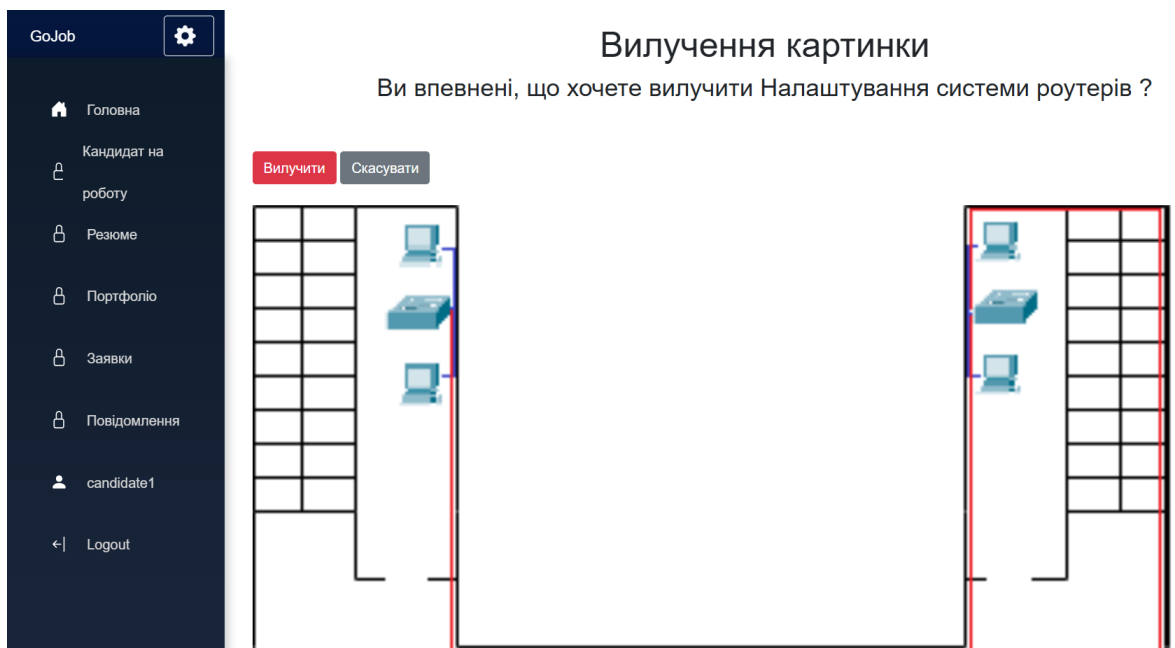 GoJob
Головна
Кандидат на
роботу
Резюме
Портфоліо
Заявки
Повідомлення
candidate1
Logout
Вилучення картинки
Ви впевнені, що хочете вилучити Налаштування системи роутерів ?
Вилучити
Скасувати